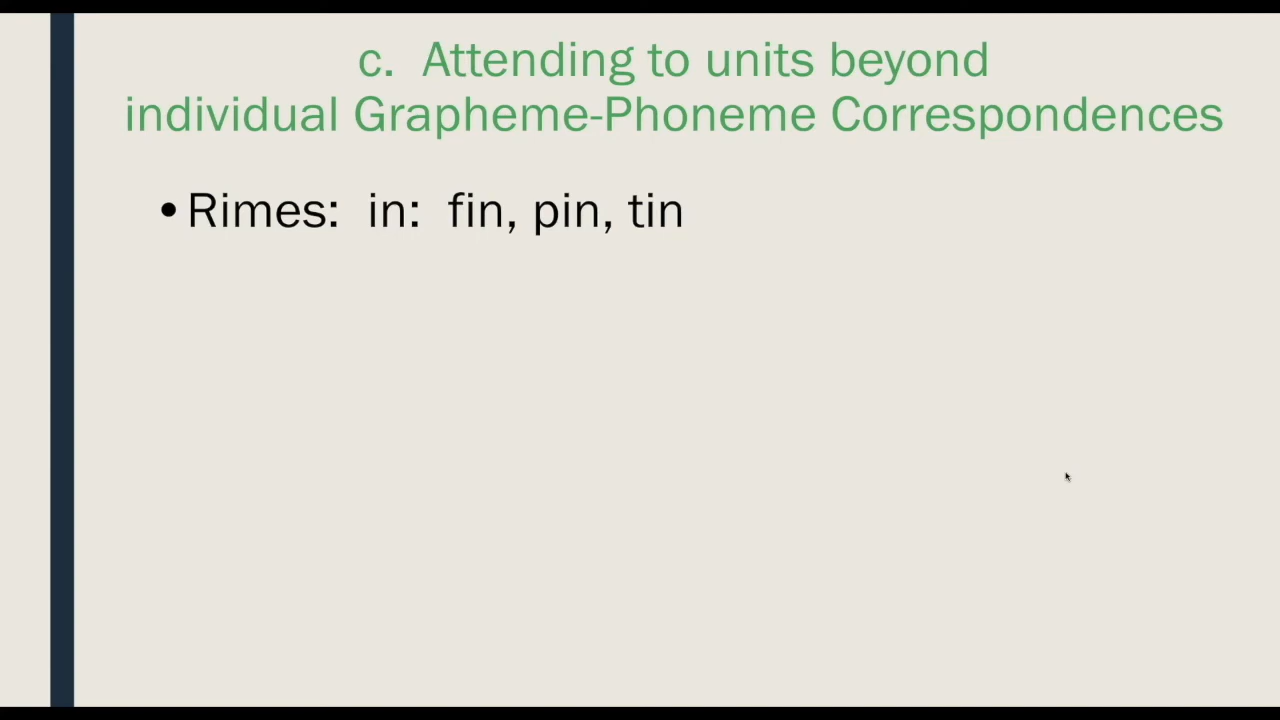 c. Attending to units beyond
individual Grapheme-Phoneme Correspondences
• Rimes: in: fin, pin, tin